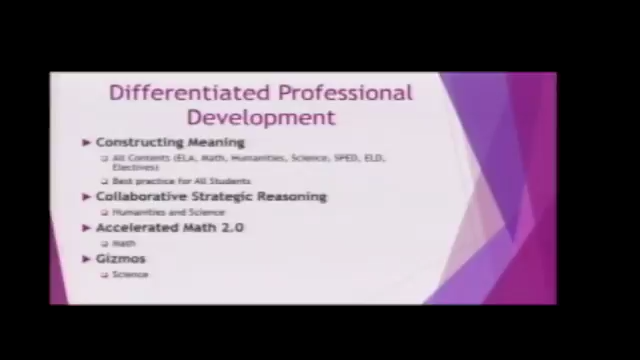 Differentiated Professional
Development
Constructing Meaning
All Contents (ELA, Math, Humanities, Science, SPED, ELD,
Electives)
Best practice for All Students
Collaborative Strategic Reasoning
Humanities and Science
Accelerated Math 2.0
Math
Gizmos
Science